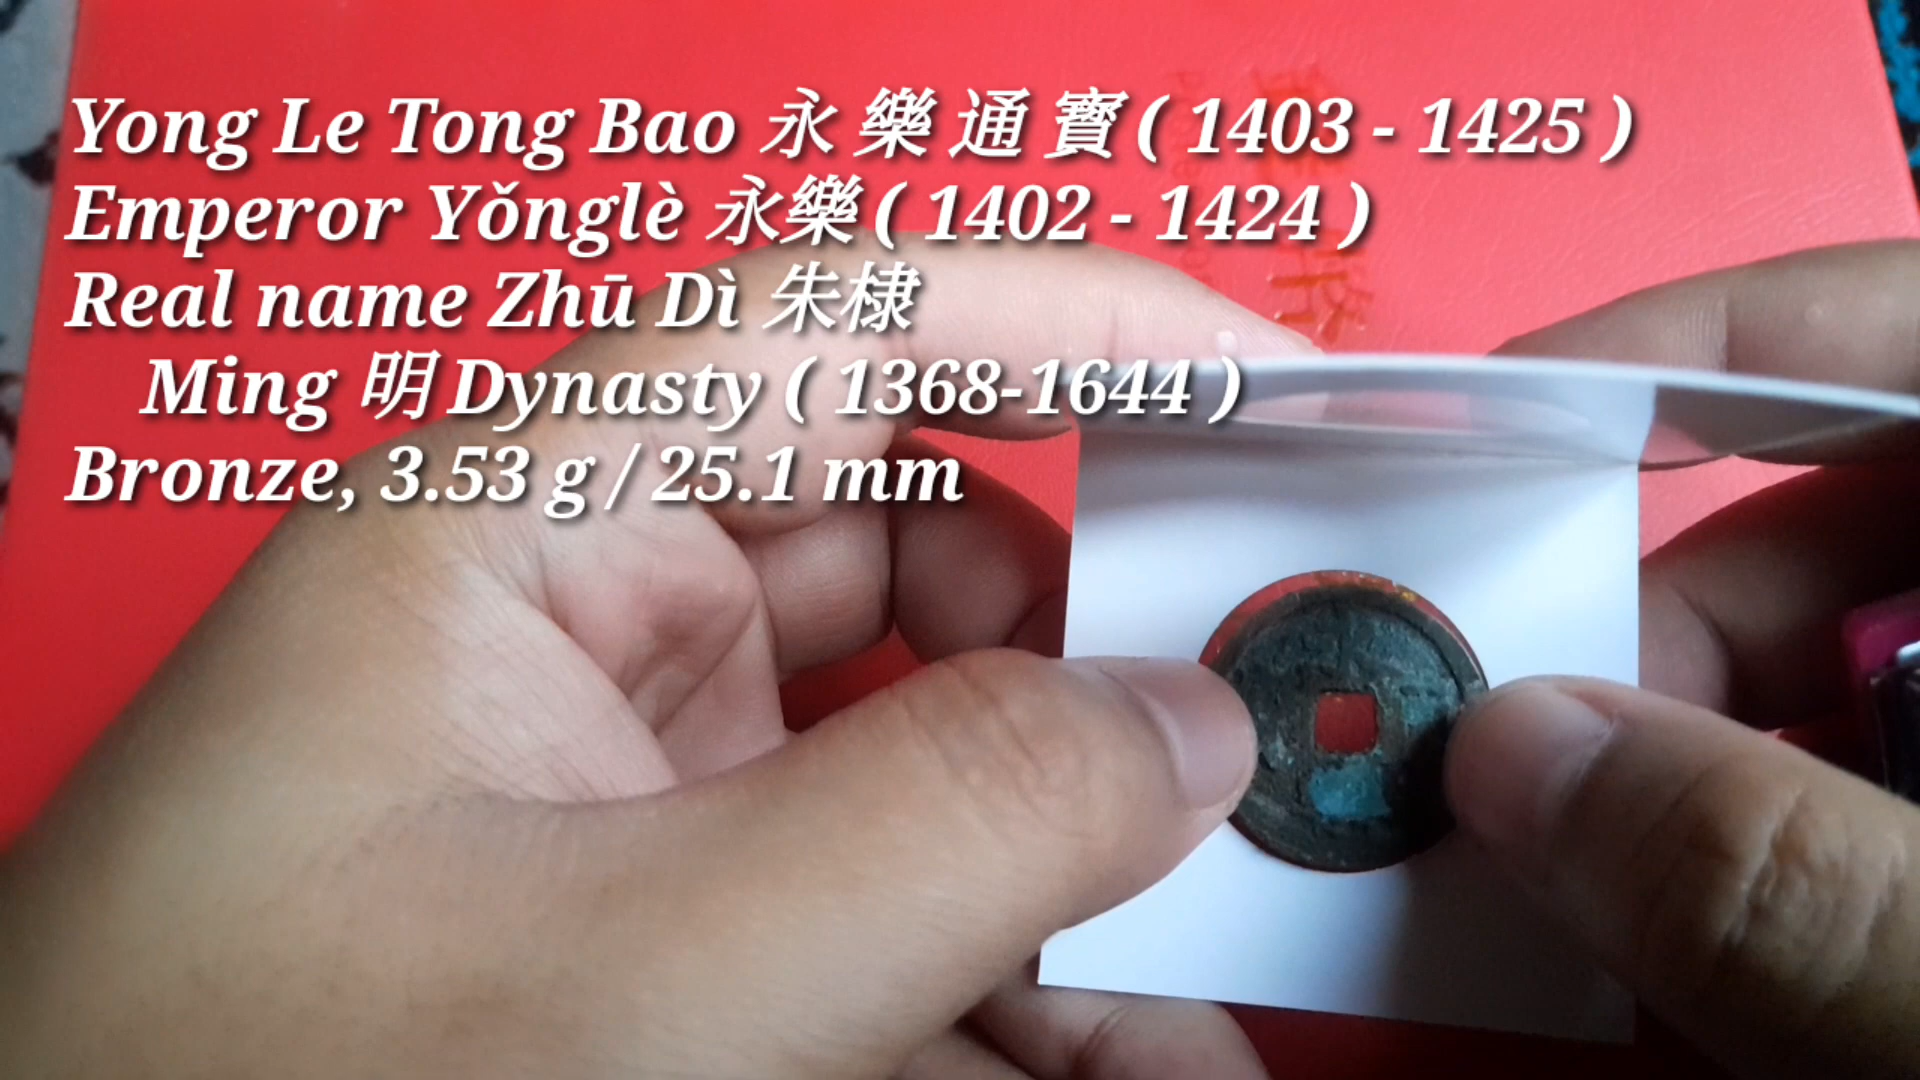 Yong Le Tong Bao 永 樂 通 寳 ( 1403 - 1425 )
Emperor Yǒnglè 永樂 ( 1402 - 1424 )
Real name Zhū Dì 朱棣
Ming 明 Dynasty ( 1368-1644 )
Bronze, 3.53 g / 25.1 mm